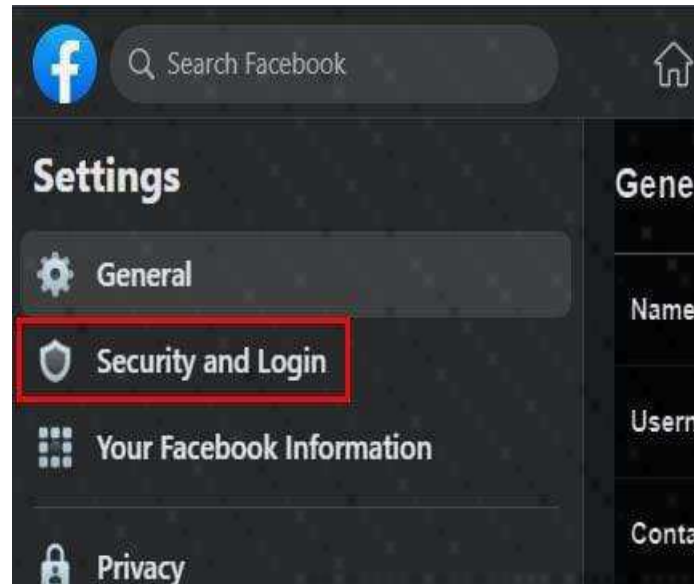 Search Facebook
Settings
General
Security and Login
Your Facebook Information
Privacy
Gene
Name
Usern
Conta